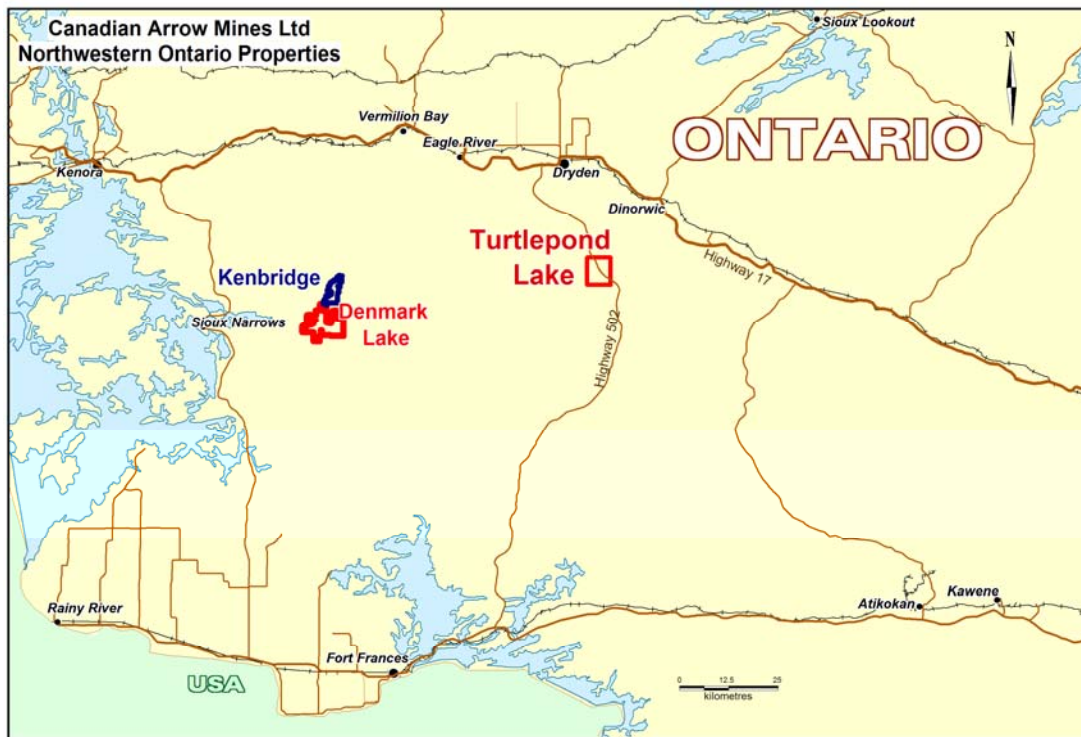 Canadian Arrow Mines Ltd
Northwestern Ontario Properties
Sioux Lookout
N
Vermilion Bay
Eagle River
ONTARIO
Kenora
Dryden
Dinorwic
Turtlepond
Lake
Highway 17
Kenbridge
Denmark
Lake
Sioux Narrows
Highway 502
Rainy River
Atikokan
Kawene
Fort Frances
USA
0 12.5 25
kilometres